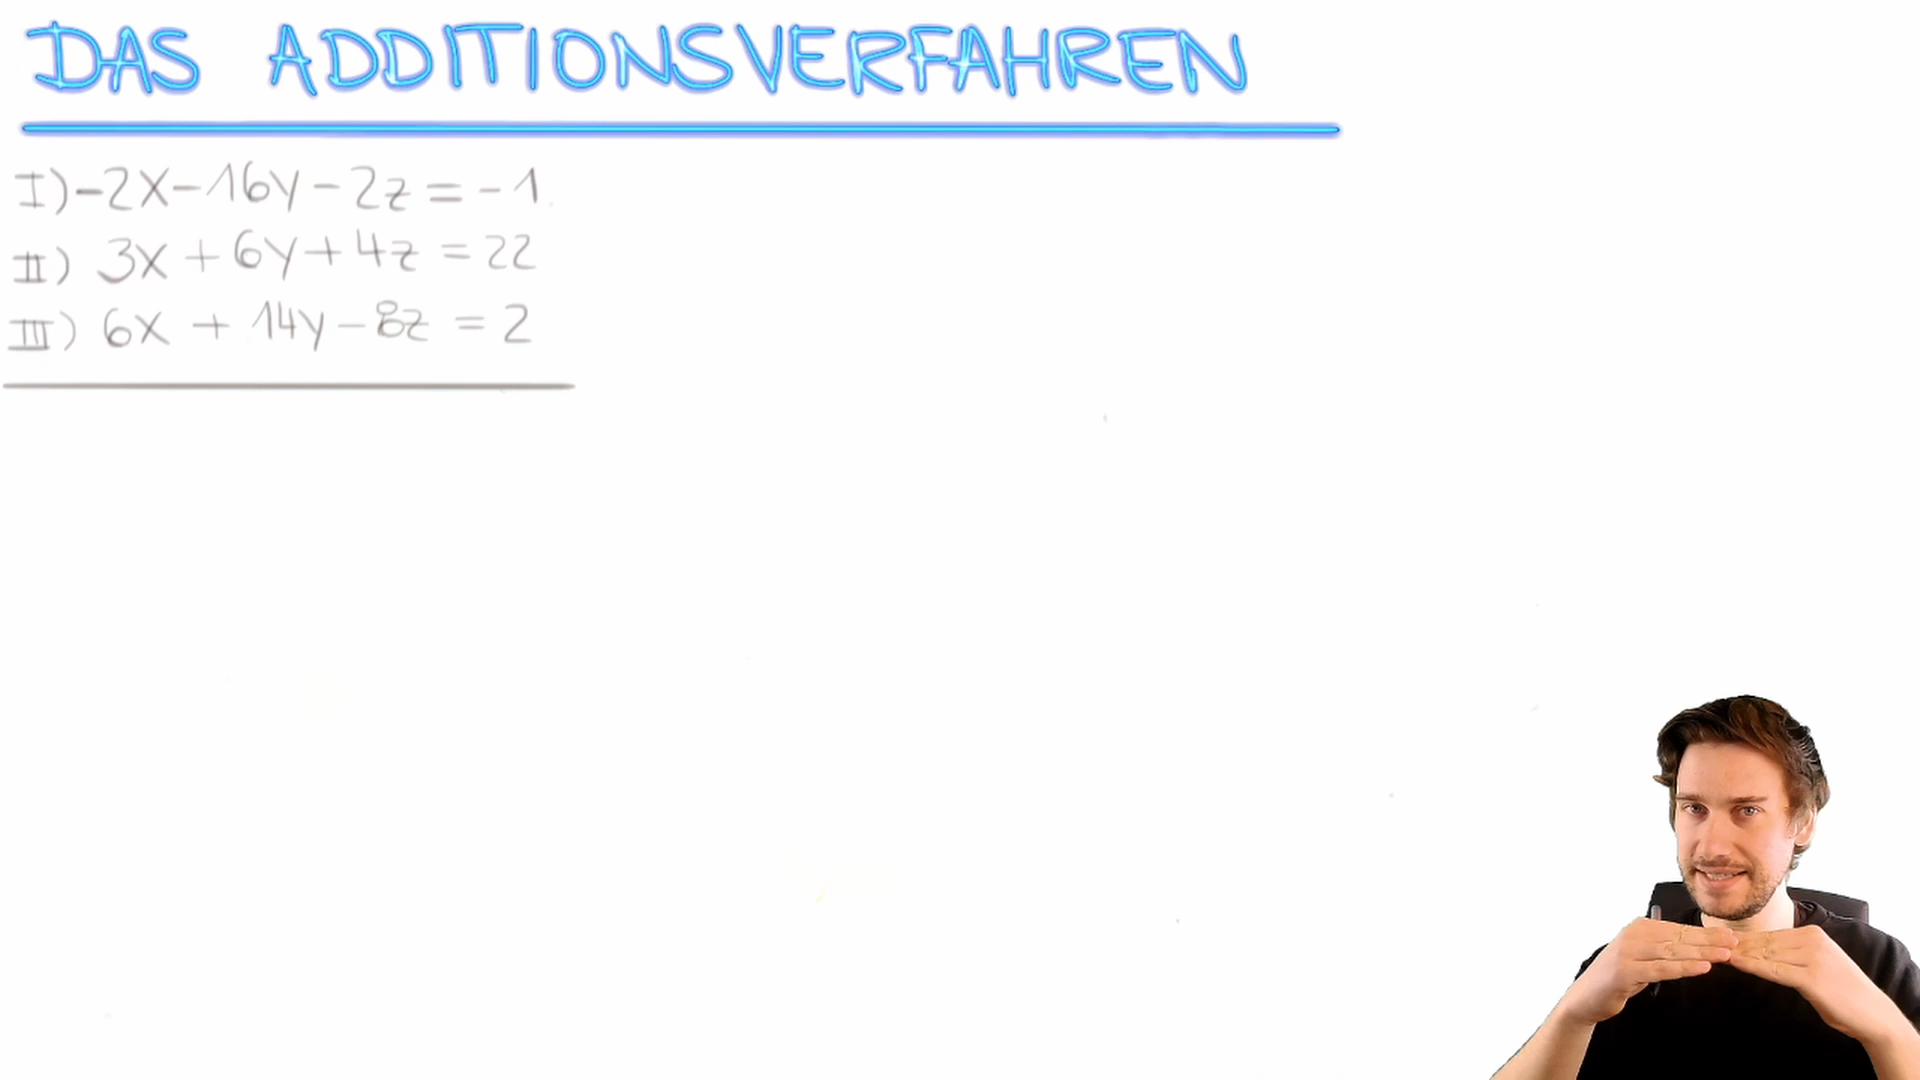 DAS ADDITIONSVERFAHREN
I) -2x-16y-2z=-1
II) 3x+6y+4z=22
III) 6x+14y-8z=2